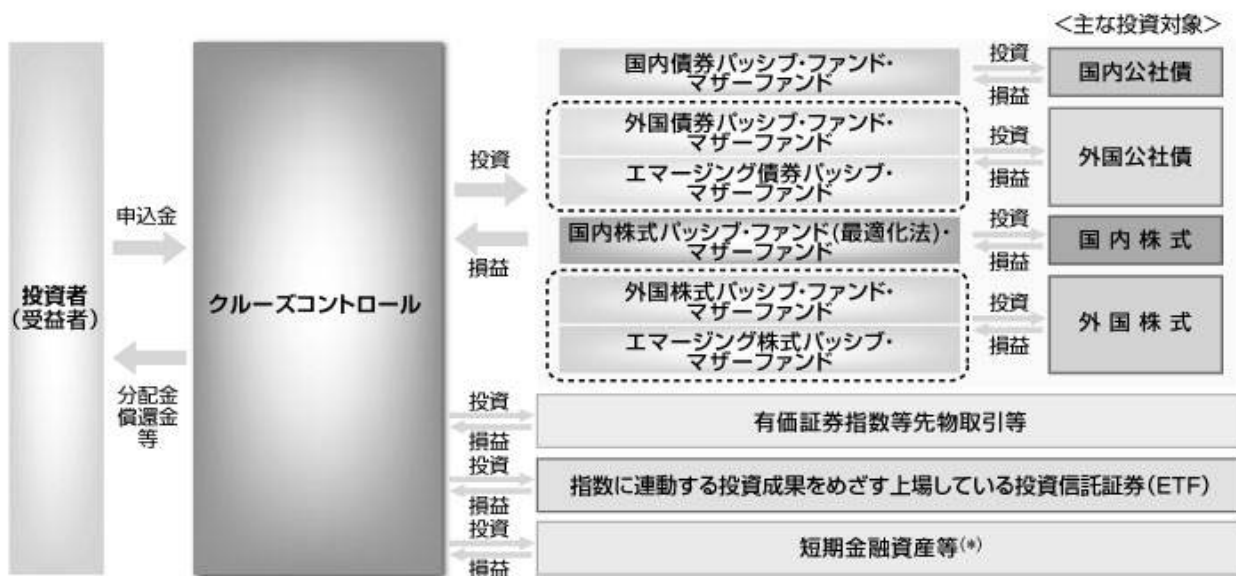 <主な投資対象>
投資者
(受益者)
申込金
分配金
償還金
等
クルーズコントロール
投資
損益
国内債券パッシブ・ファンド・
マザーファンド
投資
損益
国内公社債
外国債券パッシブ・ファンド・
マザーファンド
エマージング債券パッシブ・
マザーファンド
投資
損益
外国公社債
国内株式パッシブ・ファンド(最適化法)・
マザーファンド
投資
損益
国内株式
外国株式パッシブ・ファンド・
マザーファンド
エマージング株式パッシブ・
マザーファンド
投資
損益
外国株式
投資
損益
有価証券指数等先物取引等
投資
損益
指数に連動する投資成果をめざす上場している投資信託証券(ETF)
投資
損益
短期金融資産等(*)